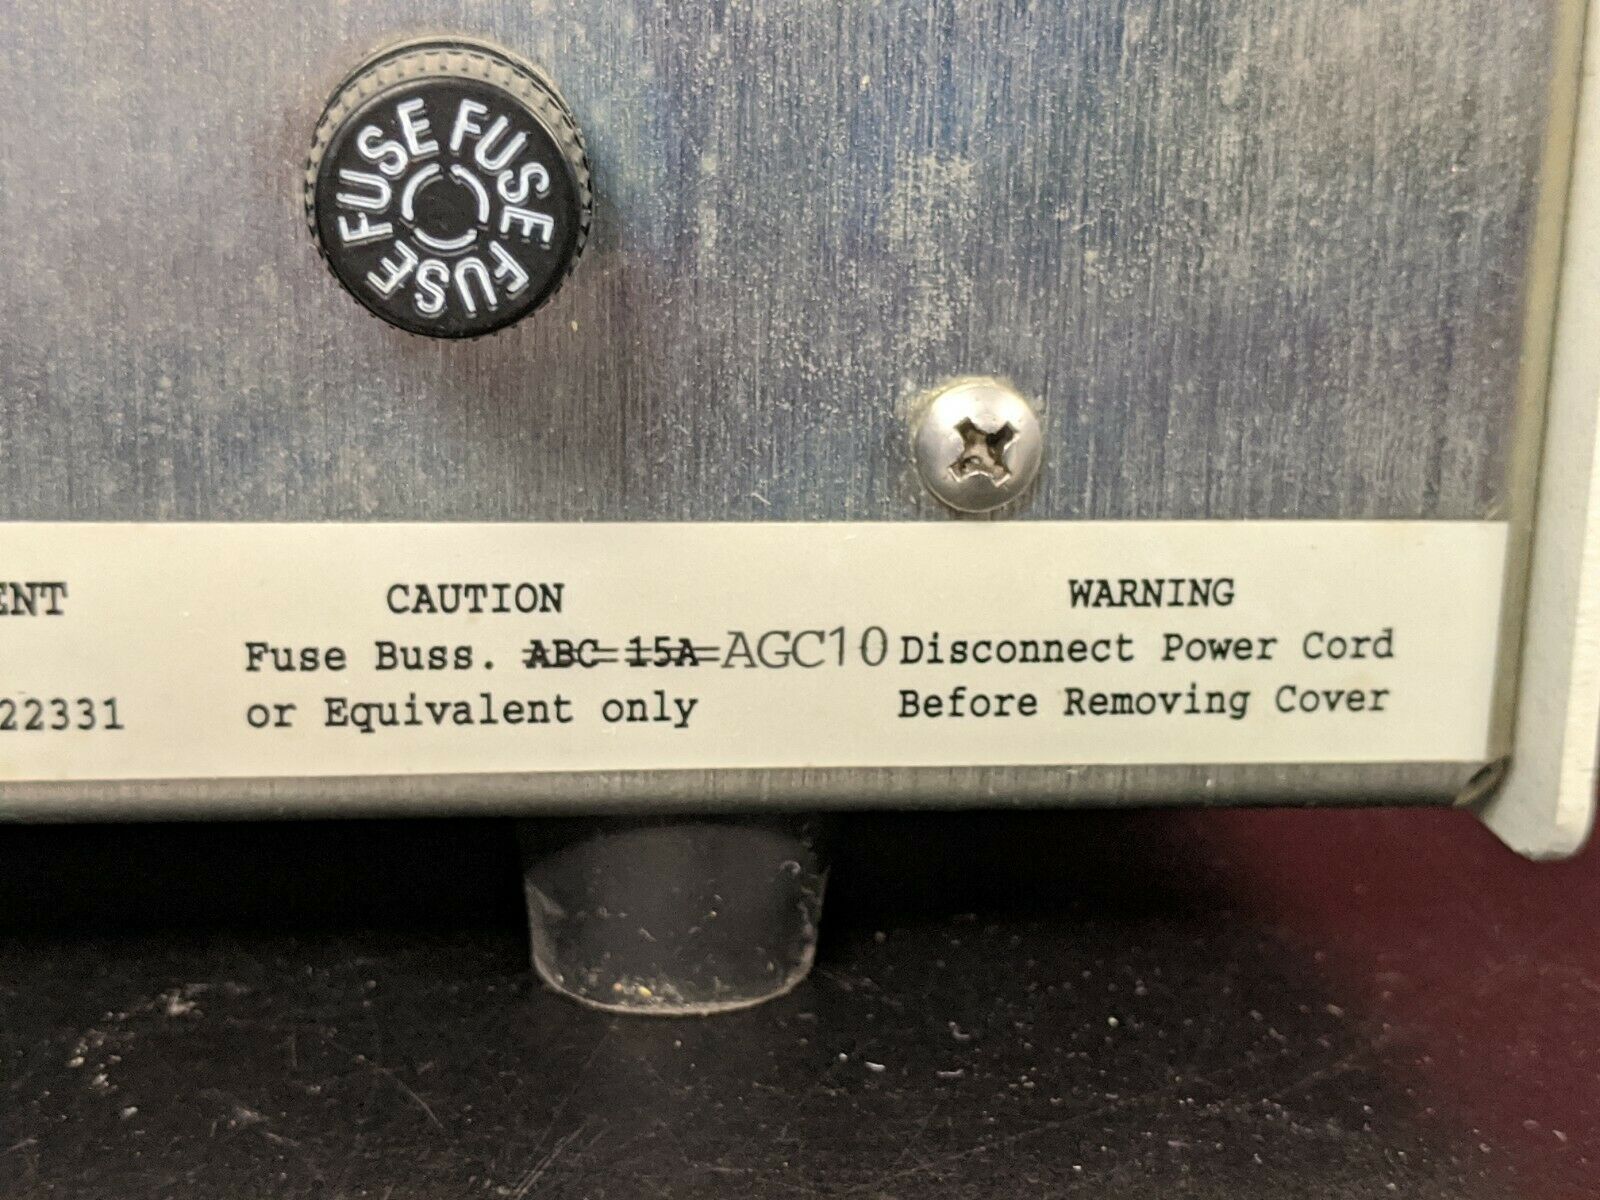 FUSE FUSE FUSE
CAUTION
Fuse Buss. ABC 15A AGC10
or Equivalent only
WARNING
Disconnect Power Cord
Before Removing Cover
ENT
22331